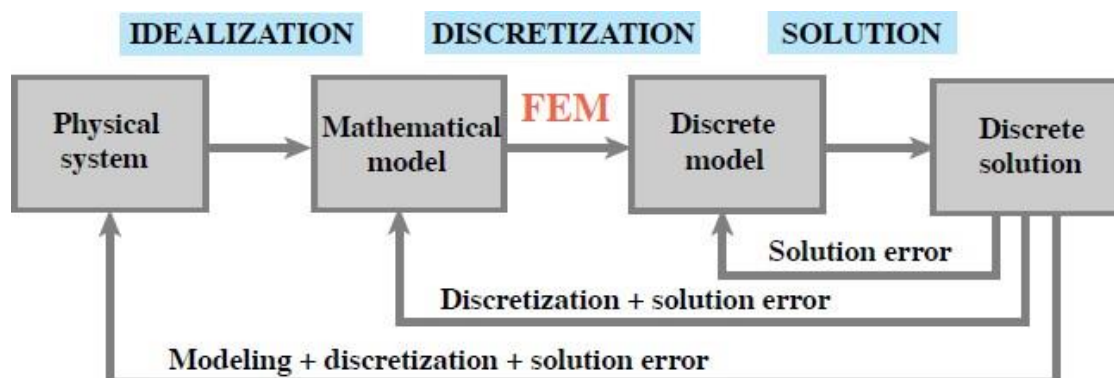 IDEALIZATION DISCRETIZATION SOLUTION
FEM
Physical system
Mathematical model
Discrete model
Discrete solution
Solution error
Discretization + solution error
Modeling + discretization + solution error